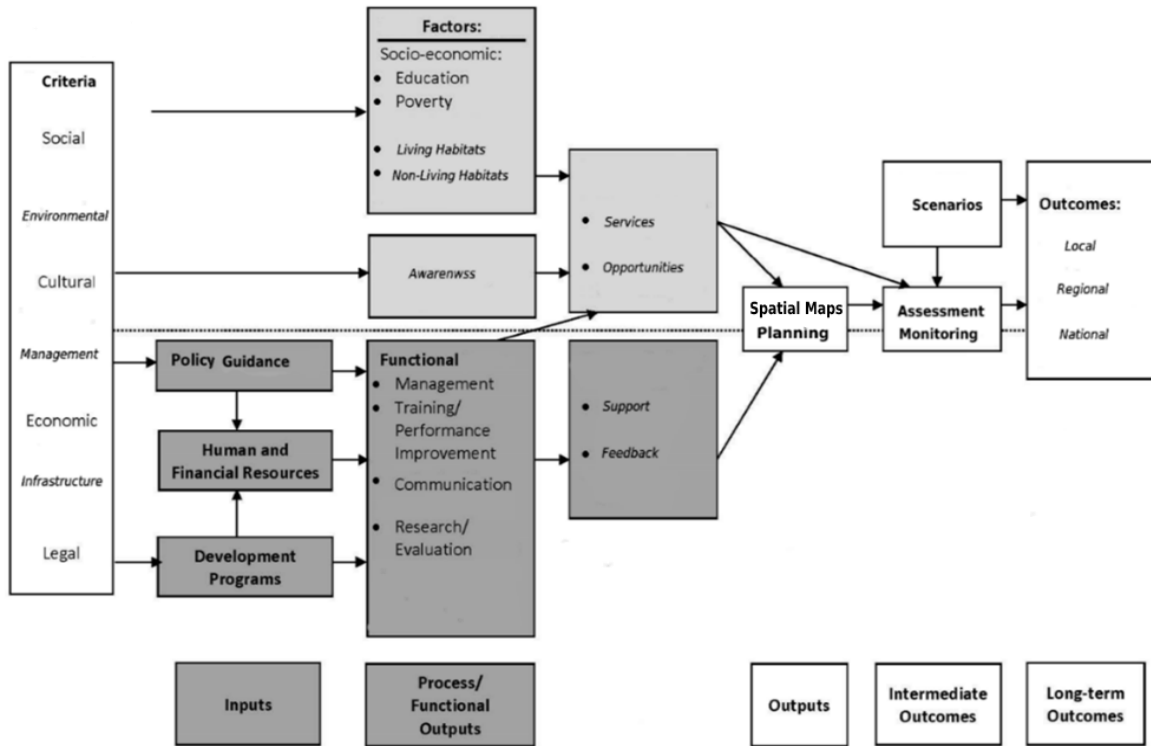 Criteria
Social
Environmental
Cultural
Management
Economic
Infrastructure
Legal
Factors:
Socio-economic:
• Education
• Poverty
• Living Habitats
• Non-Living Habitats
Awarenwss
Policy Guidance
Human and
Financial Resources
Development
Programs
Functional
• Management
• Training/
Performance
Improvement
• Communication
• Research/
Evaluation
• Services
• Opportunities
• Support
• Feedback
Spatial Maps
Planning
Scenarios
Assessment
Monitoring
Outcomes:
Local
Regional
National
Inputs
Process/
Functional
Outputs
Outputs
Intermediate
Outcomes
Long-term
Outcomes